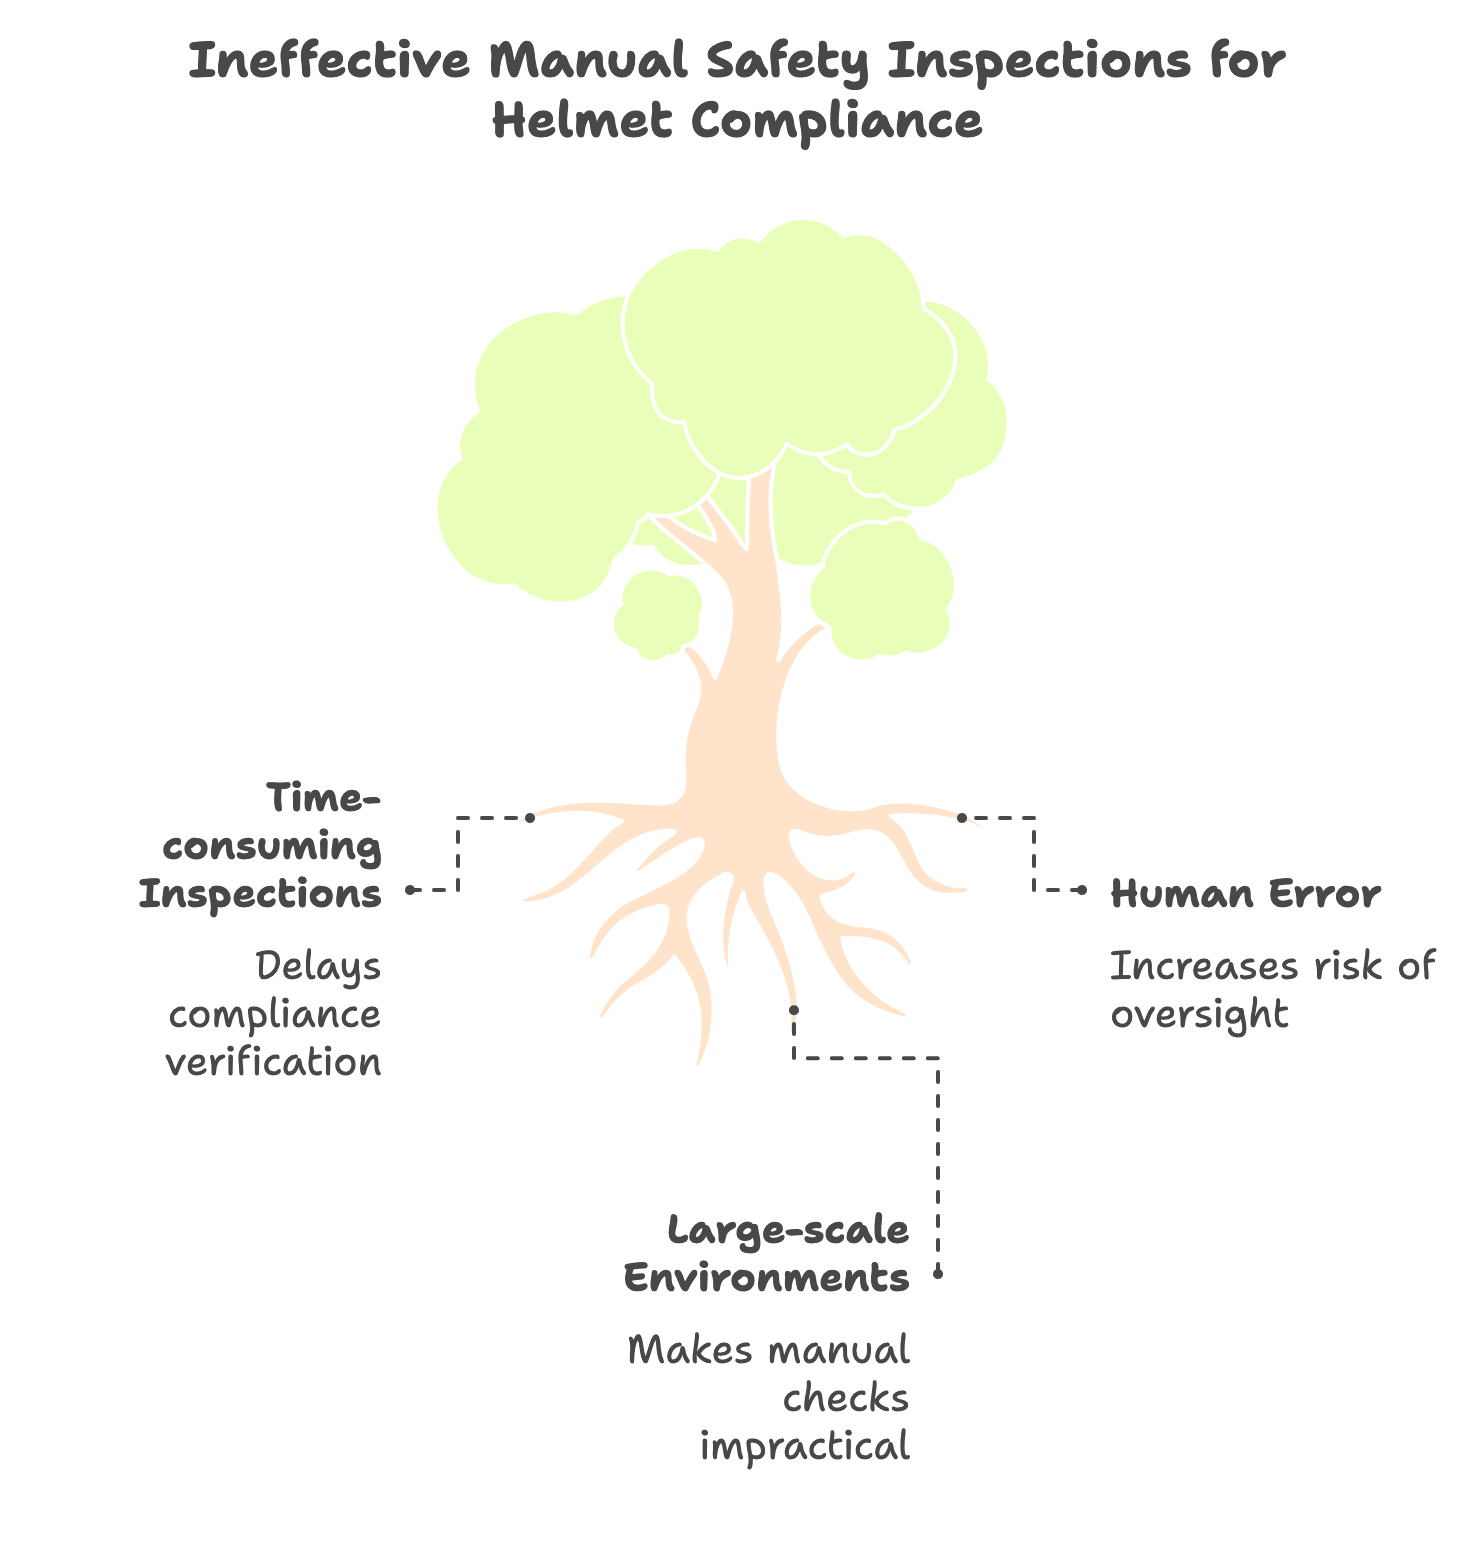 Ineffective Manual Safety Inspections for
Helmet Compliance
Time-
consuming
Inspections
Delays
compliance
verification
Human Error
Increases risk of
oversight
Large-scale
Environments
Makes manual
checks
impractical